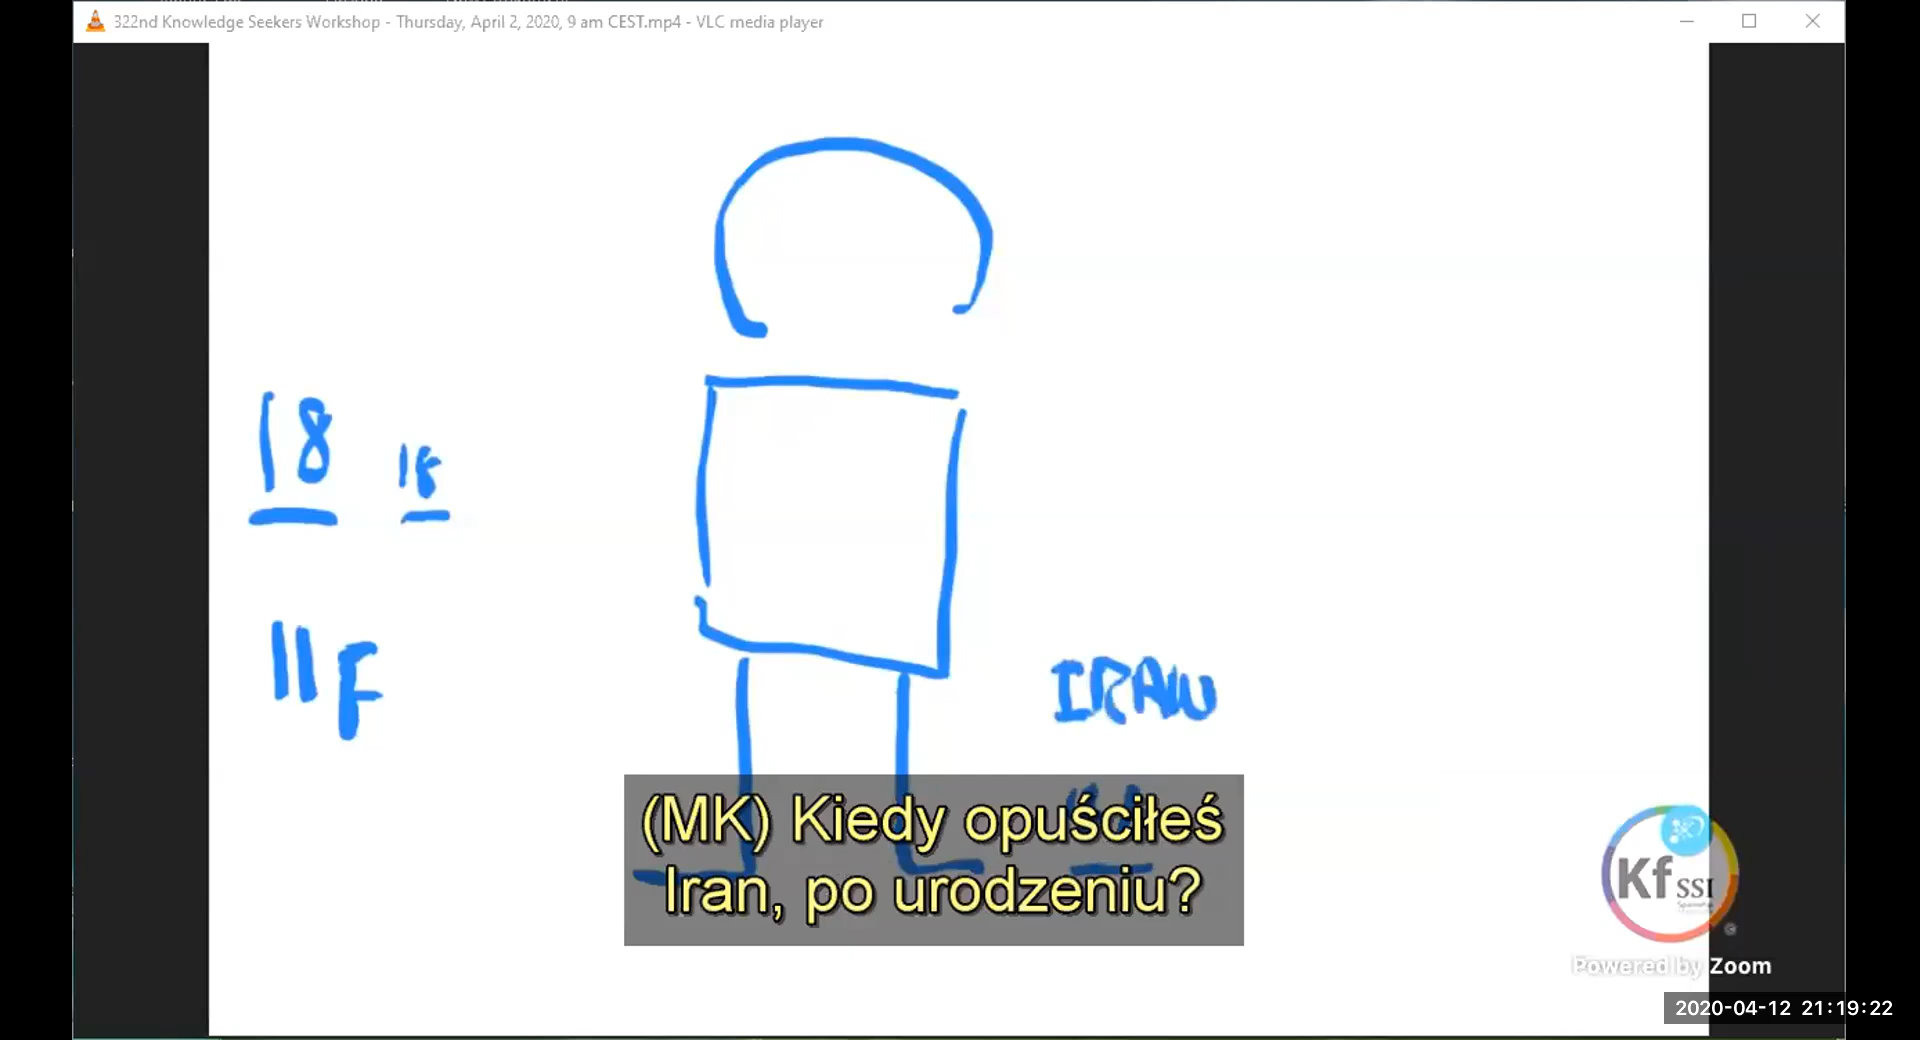 322nd Knowledge Seekers Workshop - Thursday, April 2, 2020, 9 am CEST.mp4 - VLC media player
18 18
11F
IRAN
(MK) Kiedy opuściłeś
Iran, po urodzeniu?
Kf SSI
Powered by Zoom
2020-04-12 21:19:22